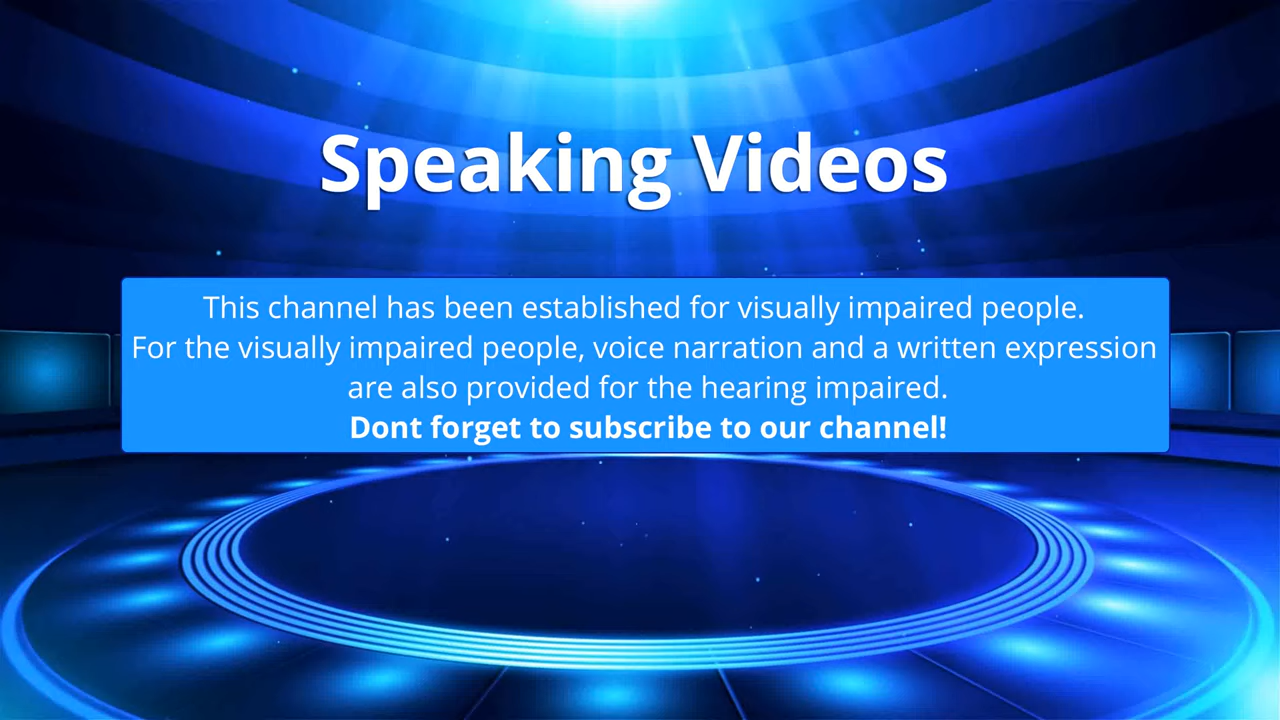 Speaking Videos
This channel has been established for visually impaired people.
For the visually impaired people, voice narration and a written expression
are also provided for the hearing impaired.
Dont forget to subscribe to our channel!